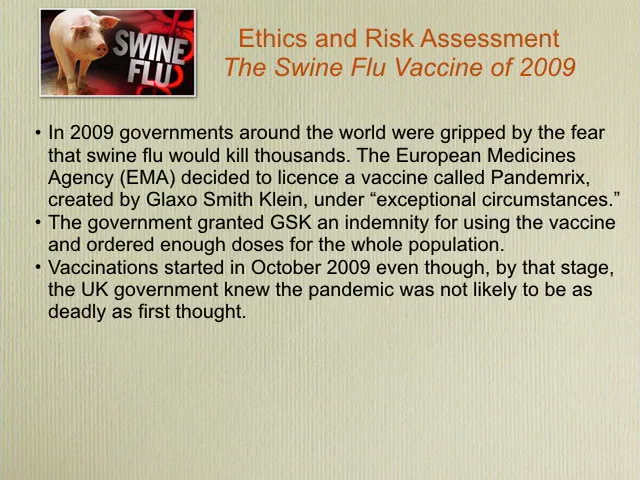 SWINE
FLU
Ethics and Risk Assessment
The Swine Flu Vaccine of 2009
• In 2009 governments around the world were gripped by the fear
that swine flu would kill thousands. The European Medicines
Agency (EMA) decided to licence a vaccine called Pandemrix,
created by Glaxo Smith Klein, under “exceptional circumstances.”
• The government granted GSK an indemnity for using the vaccine
and ordered enough doses for the whole population.
• Vaccinations started in October 2009 even though, by that stage,
the UK government knew the pandemic was not likely to be as
deadly as first thought.